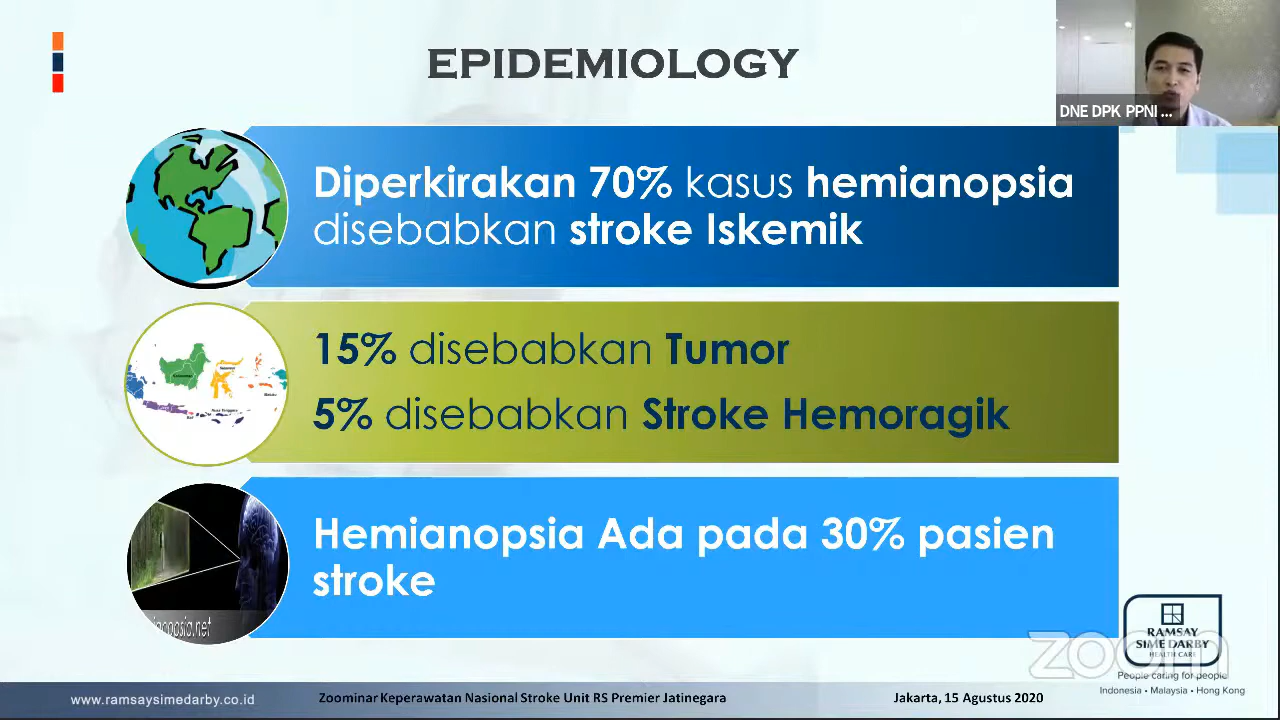 EPIDEMIOLOGY
DNE DPK PPNI ...
Diperkirakan 70% kasus hemianopsia
disebabkan stroke Iskemik
15% disebabkan Tumor
5% disebabkan Stroke Hemoragik
Hemianopsia Ada pada 30% pasien
stroke
zoom
RAMSAY
SIME DARBY
HEALTH CARE
People caring for people
Indonesia • Malaysia • Hong Kong
www.ramsaysimedarby.co.id
Zoominar Keperawatan Nasional Stroke Unit RS Premier Jatinegara
Jakarta, 15 Agustus 2020